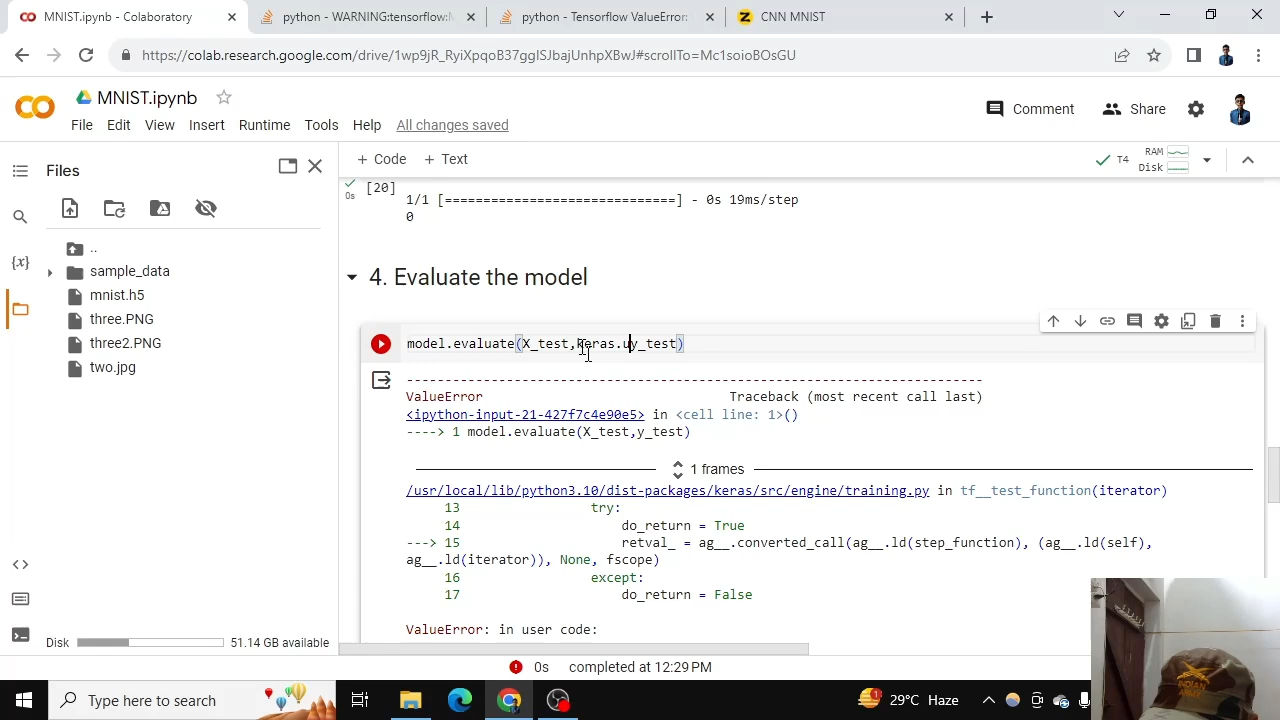 MNIST.ipynb - Colaboratory
python - WARNING:tensorflow:M
python - Tensorflow ValueError:
CNN MNIST
https://colab.research.google.com/drive/1wp9jR_RyiXpqoB37ggISJbajUnhpXBwJ#scrollTo=Mc1soioBOsGU
MNIST.ipynb
Comment
Share
File Edit View Insert Runtime Tools Help All changes saved
Files
+ Code + Text
T4
RAM
Disk
[20]
0s
1/1 [==============================] - 0s 19ms/step
0
..
sample_data
mnist.h5
three.PNG
three2.PNG
two.jpg
4. Evaluate the model
model.evaluate(X_test,keras.uy_test)
---------------------------------------------------------------------------
ValueError Traceback (most recent call last)
<ipython-input-21-427f7c4e90e5> in <cell line: 1>()
----> 1 model.evaluate(X_test,y_test)
1 frames
/usr/local/lib/python3.10/dist-packages/keras/src/engine/training.py in tf__test_function(iterator)
13 try:
14 do_return = True
---> 15 retval_ = ag__.converted_call(ag__.ld(step_function), (ag__.ld(self),
ag__.ld(iterator)), None, fscope)
16 except:
17 do_return = False
ValueError: in user code:
{x}
Disk 51.14 GB available
0s completed at 12:29 PM
Type here to search
1
29°C Haze
INDIAN
ARMY